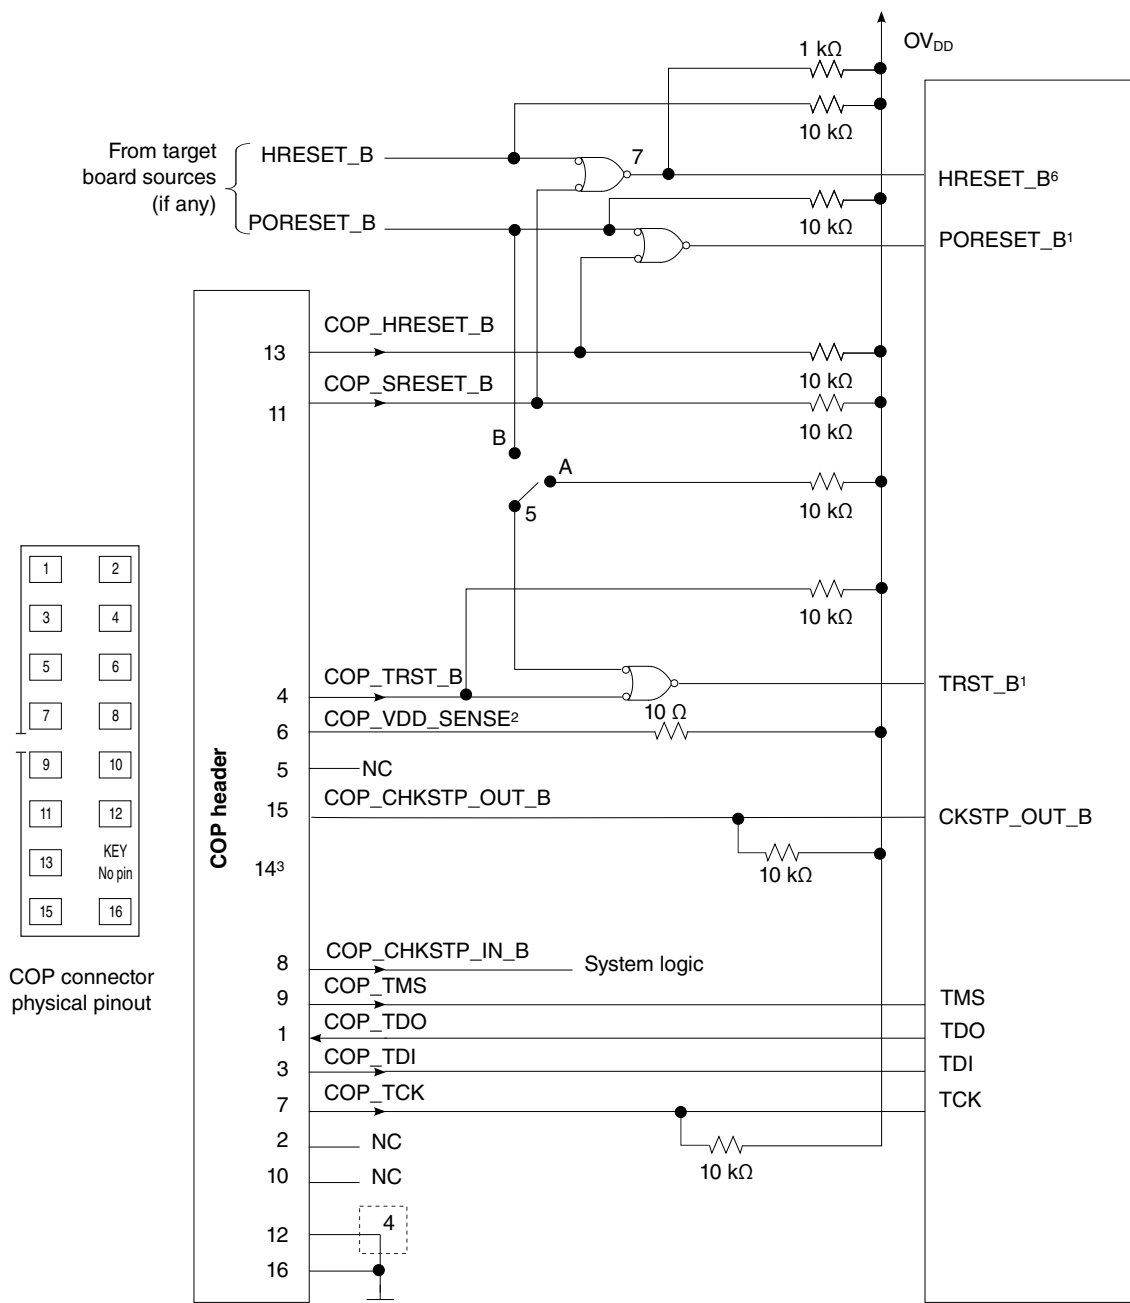 OVDD
1 kΩ
10 kΩ
From target
board sources
(if any)
HRESET_B
7
HRESET_B6
PORESET_B
10 kΩ
PORESET_B1
COP_HRESET_B
13
10 kΩ
COP_SRESET_B
11
10 kΩ
B
A
5
10 kΩ
10 kΩ
COP_TRST_B
4
TRST_B1
10 Ω
COP_VDD_SENSE2
6
5
NC
COP_CHKSTP_OUT_B
15
CKSTP_OUT_B
10 kΩ
143
COP header
COP_CHKSTP_IN_B
8
System logic
COP_TMS
9
TMS
COP_TDO
1
TDO
COP_TDI
3
TDI
COP_TCK
7
TCK
10 kΩ
2
NC
10
NC
4
12
16
1 2
3 4
5 6
7 8
9 10
11 12
13 KEY
No pin
15 16
COP connector
physical pinout